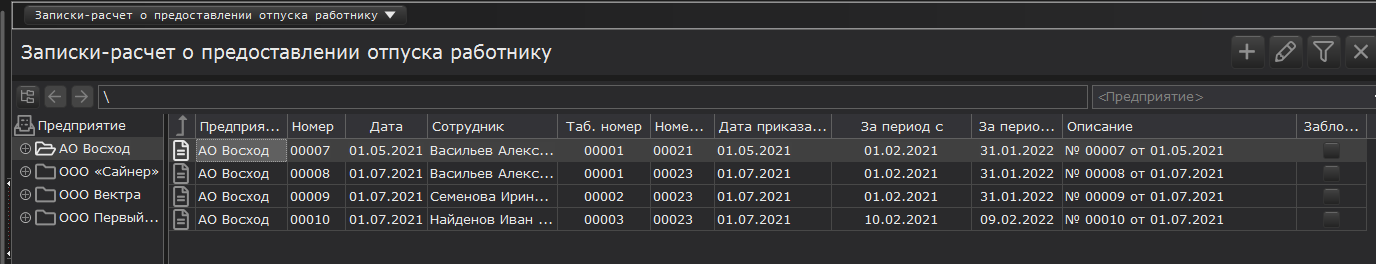 Записки-расчет о предоставлении отпуска работнику
Записки-расчет о предоставлении отпуска работнику
\ <Предприятие>
Предприятие
АО Восход
ООО «Сайнер»
ООО Вектра
ООО Первый...
Предприя... Номер Дата Сотрудник Таб. номер Номе... Дата приказа... За период с За перио... Описание Забло...
АО Восход 00007 01.05.2021 Васильев Алекс... 00001 00021 01.05.2021 01.02.2021 31.01.2022 № 00007 от 01.05.2021
АО Восход 00008 01.07.2021 Васильев Алекс... 00001 00023 01.07.2021 01.02.2021 31.01.2022 № 00008 от 01.07.2021
АО Восход 00009 01.07.2021 Семенова Ирин... 00002 00023 01.07.2021 01.02.2021 31.01.2022 № 00009 от 01.07.2021
АО Восход 00010 01.07.2021 Найденов Иван ... 00003 00023 01.07.2021 10.02.2021 09.02.2022 № 00010 от 01.07.2021